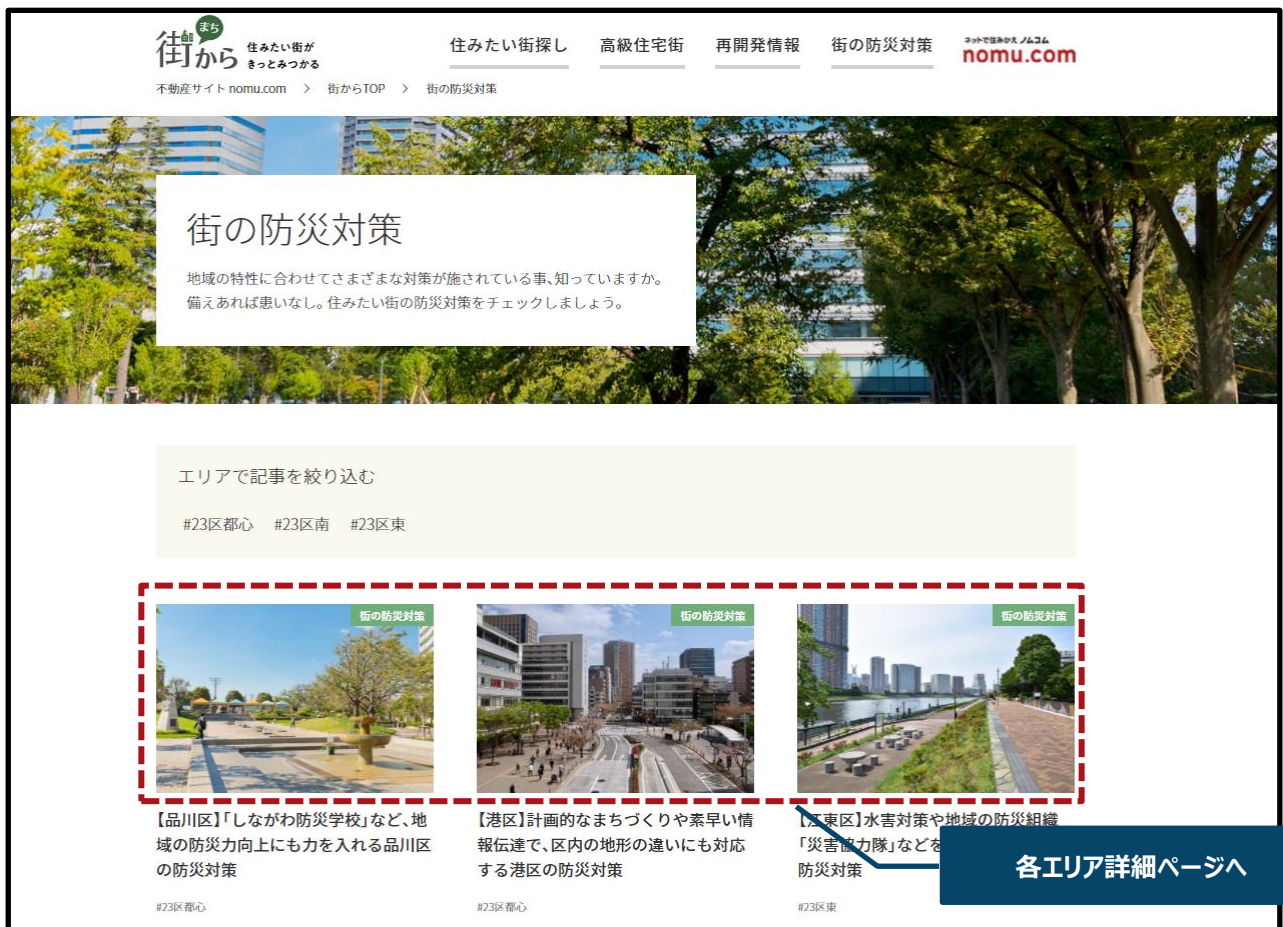 まち
街から
住みたい街が
きっとみつかる
住みたい街探し
高級住宅街
再開発情報
街の防災対策
ネットで住みかえ ノムコム
nomu.com
不動産サイト nomu.com > 街からTOP > 街の防災対策
街の防災対策
地域の特性に合わせてさまざまな対策が施されている事、知っていますか。
備えあれば患いなし。住みたい街の防災対策をチェックしましょう。
エリアで記事を絞り込む
#23区都心 #23区南 #23区東
街の防災対策
街の防災対策
街の防災対策
【品川区】「しながわ防災学校」など、地
域の防災力向上にも力を入れる品川区
の防災対策
#23区都心
【港区】計画的なまちづくりや素早い情
報伝達で、区内の地形の違いにも対応
する港区の防災対策
#23区都心
【江東区】水害対策や地域の防災組織
「災害協力隊」などを
防災対策
#23区東
各エリア詳細ページへ